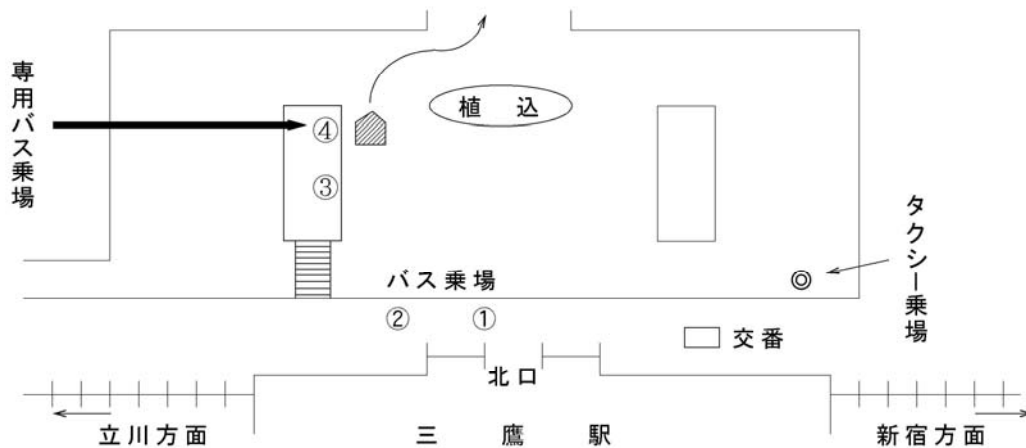 専用バス乗場
植込
④
③
タクシー乗場
バス乗場
②
①
交番
北口
立川方面
三鷹駅
新宿方面